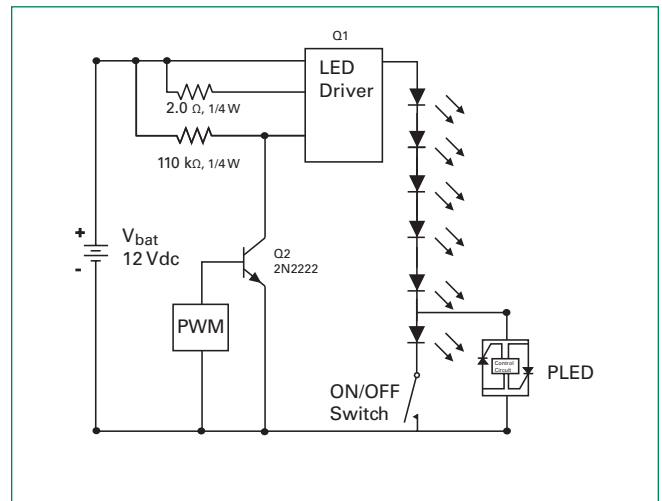 Q1
LED
Driver
2.0 Ω, 1/4 W
110 kΩ, 1/4 W
+
Vbat
12 Vdc
-
Q2
2N2222
PWM
Control
Circuit
PLED
ON/OFF
Switch